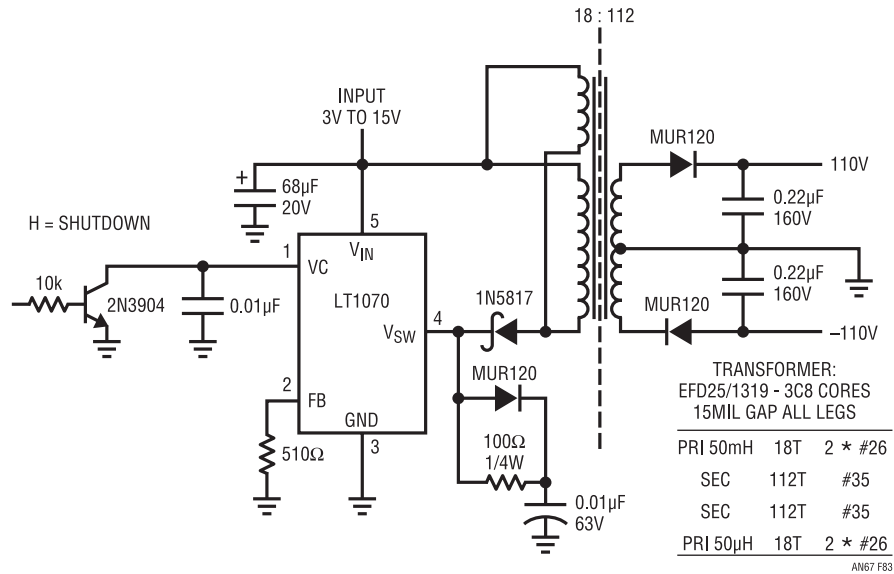 18 : 112
INPUT
3V TO 15V
MUR120
110V
+
68µF
20V
0.22µF
160V
H = SHUTDOWN
5
VIN
1
VC
10k
2N3904
0.01µF
LT1070
1N5817
4
VSW
MUR120
0.22µF
160V
–110V
MUR120
2
FB
GND
3
510Ω
100Ω
1/4W
0.01µF
63V
TRANSFORMER:
EFD25/1319 - 3C8 CORES
15MIL GAP ALL LEGS
PRI 50mH 18T 2 * #26
SEC 112T #35
SEC 112T #35
PRI 50µH 18T 2 * #26
AN67 F83